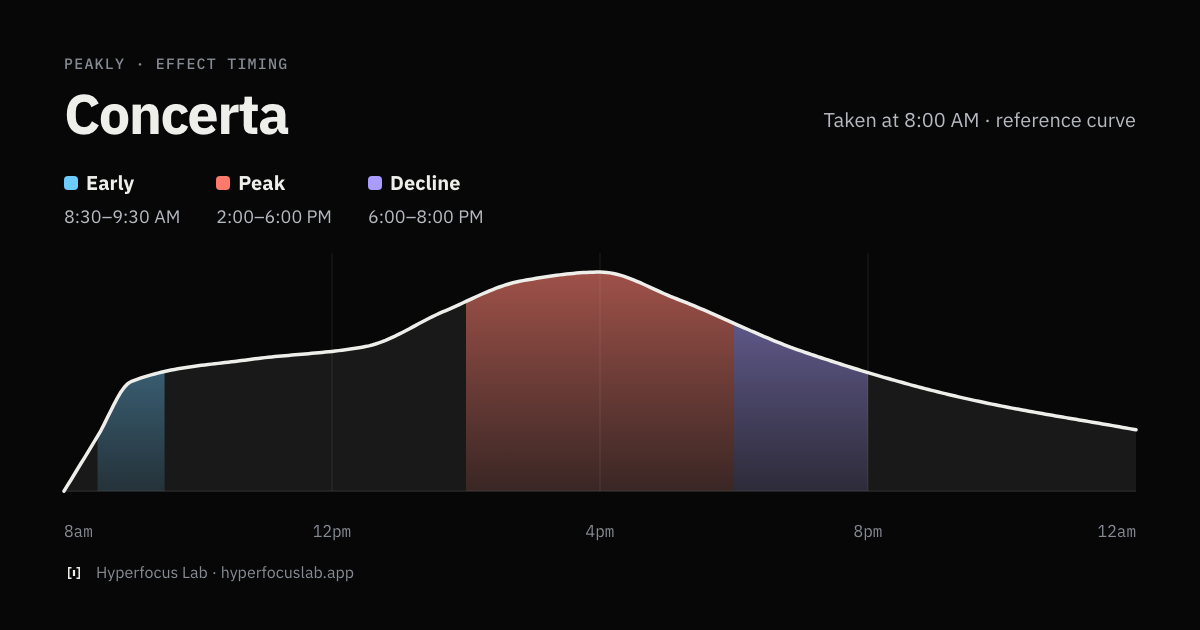 PEAKLY · EFFECT TIMING
Concerta
Taken at 8:00 AM · reference curve
Early
Peak
Decline
8:30–9:30 AM
2:00–6:00 PM
6:00–8:00 PM
8am
12pm
4pm
8pm
12am
Hyperfocus Lab · hyperfocuslab.app